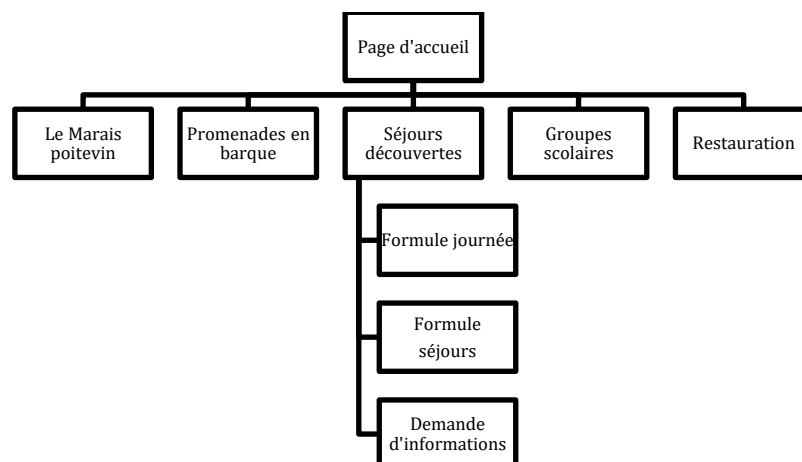 Page d'accueil
Le Marais
poitevin
Promenades en
barque
Séjours
découvertes
Groupes
scolaires
Restauration
Formule journée
Formule
séjours
Demande
d'informations